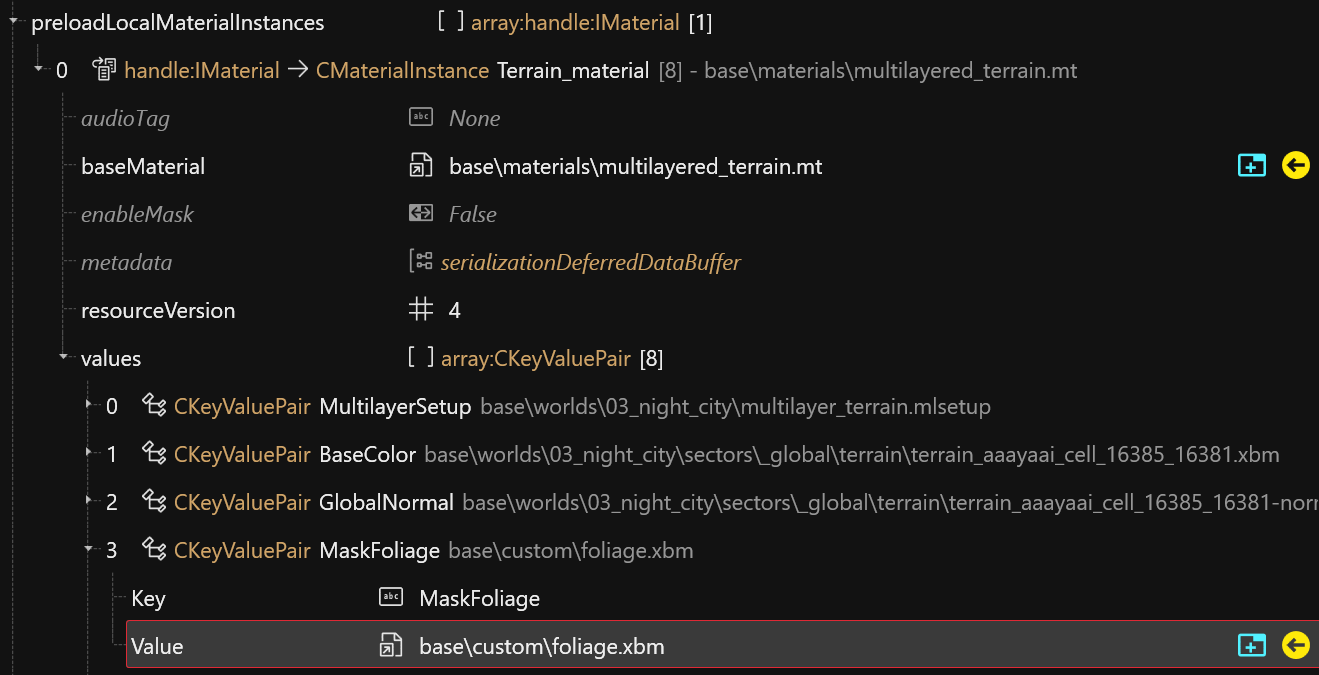 preloadLocalMaterialInstances [ ] array:handle:IMaterial [1]
0 handle:IMaterial → CMaterialInstance Terrain_material [8] - base\materials\multilayered_terrain.mt
audioTag abc None
baseMaterial base\materials\multilayered_terrain.mt
enableMask False
metadata serializationDeferredDataBuffer
resourceVersion # 4
values [ ] array:CKeyValuePair [8]
0 CKeyValuePair MultilayerSetup base\worlds\03_night_city\multilayer_terrain.mlsetup
1 CKeyValuePair BaseColor base\worlds\03_night_city\sectors\_global\terrain\terrain_aaayaai_cell_16385_16381.xbm
2 CKeyValuePair GlobalNormal base\worlds\03_night_city\sectors\_global\terrain\terrain_aaayaai_cell_16385_16381-norr
3 CKeyValuePair MaskFoliage base\custom\foliage.xbm
Key abc MaskFoliage
Value base\custom\foliage.xbm